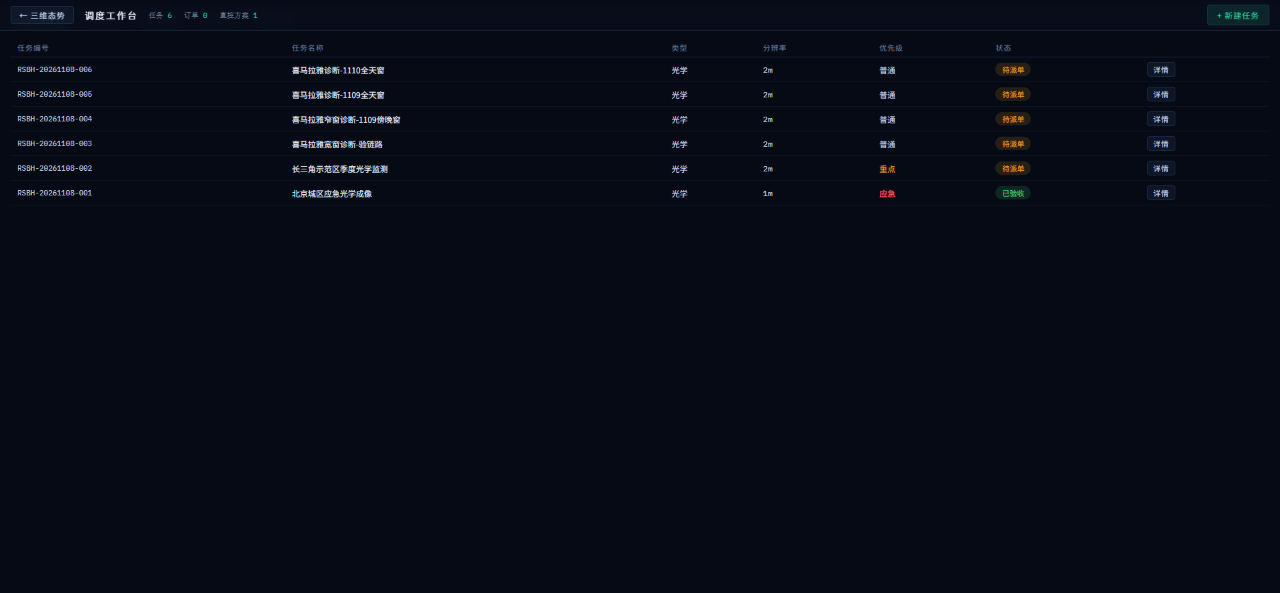 ← 三维态势 调度工作台 任务 6 订单 0 直控方案 1 + 新建任务
任务编号 任务名称 类型 分辨率 优先级 状态
RSBH-20261108-006 喜马拉雅诊断-1110全天窗 光学 2m 普通 待派单 详情
RSBH-20261108-005 喜马拉雅诊断-1109全天窗 光学 2m 普通 待派单 详情
RSBH-20261108-004 喜马拉雅窄窗诊断-1109傍晚窗 光学 2m 普通 待派单 详情
RSBH-20261108-003 喜马拉雅宽窗诊断-验链路 光学 2m 普通 待派单 详情
RSBH-20261108-002 长三角示范区季度光学监测 光学 2m 重点 待派单 详情
RSBH-20261108-001 北京城区应急光学成像 光学 1m 应急 已验收 详情